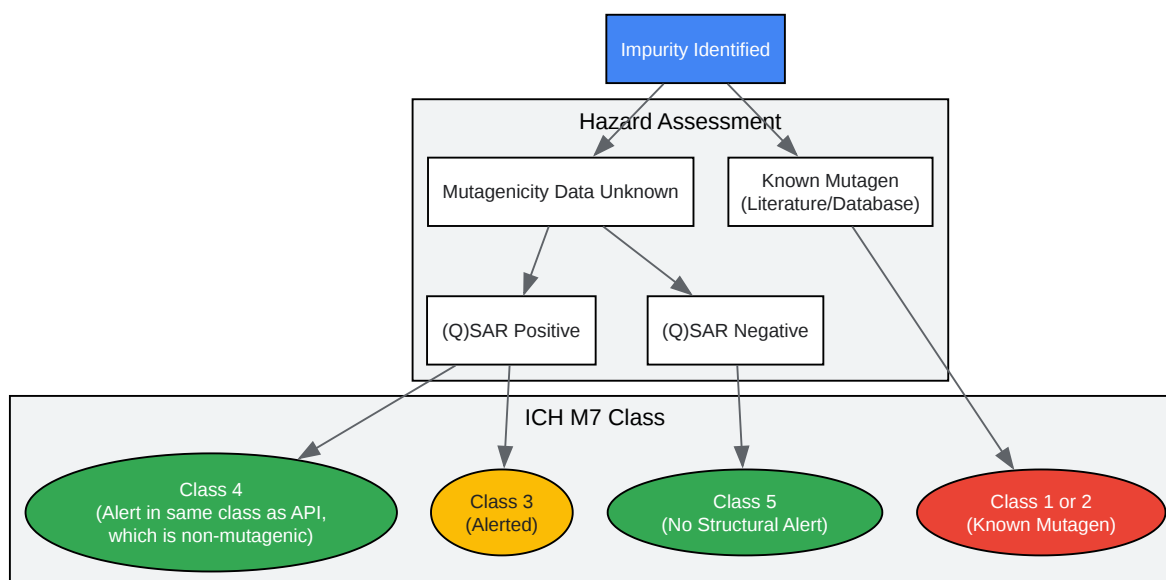 Impurity Identified
Hazard Assessment
Mutagenicity Data Unknown
Known Mutagen
(Literature/Database)
(Q)SAR Positive
(Q)SAR Negative
ICH M7 Class
Class 4
(Alert in same class as API,
which is non-mutagenic)
Class 3
(Alerted)
Class 5
(No Structural Alert)
Class 1 or 2
(Known Mutagen)